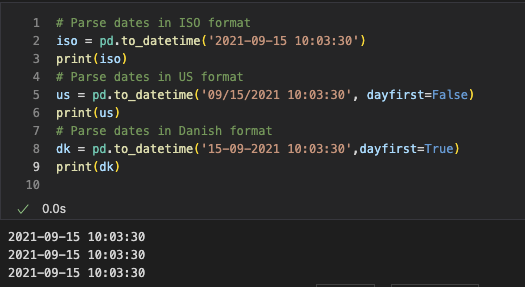 1 # Parse dates in ISO format
2 iso = pd.to_datetime('2021-09-15 10:03:30')
3 print(iso)
4 # Parse dates in US format
5 us = pd.to_datetime('09/15/2021 10:03:30', dayfirst=False)
6 print(us)
7 # Parse dates in Danish format
8 dk = pd.to_datetime('15-09-2021 10:03:30',dayfirst=True)
9 print(dk)
10
✓ 0.0s
2021-09-15 10:03:30
2021-09-15 10:03:30
2021-09-15 10:03:30